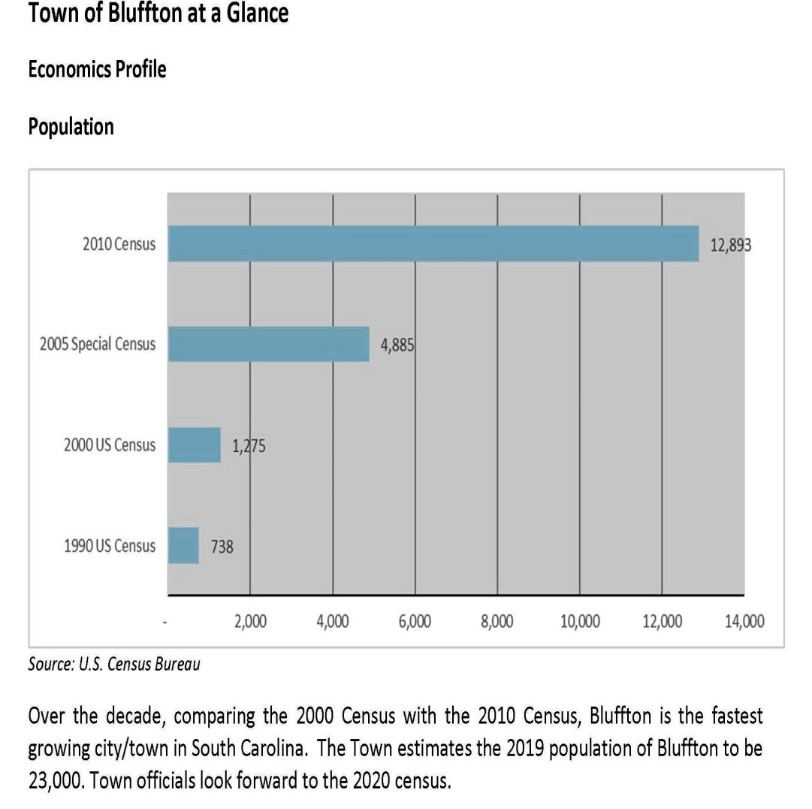 Town of Bluffton at a Glance
Economics Profile
Population
2010 Census
12,893
2005 Special Census
4,885
2000 US Census
1,275
1990 US Census
738
- 2,000 4,000 6,000 8,000 10,000 12,000 14,000
Source: U.S. Census Bureau
Over the decade, comparing the 2000 Census with the 2010 Census, Bluffton is the fastest
growing city/town in South Carolina. The Town estimates the 2019 population of Bluffton to be
23,000. Town officials look forward to the 2020 census.